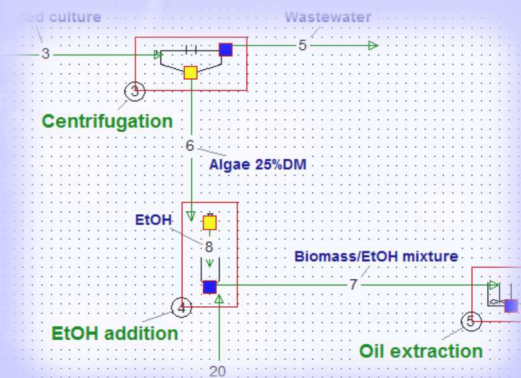 culture
Wastewater
3
5
3
Centrifugation
6
Algae 25%DM
EtOH
8
Biomass/EtOH mixture
7
4
5
EtOH addition
Oil extraction
20